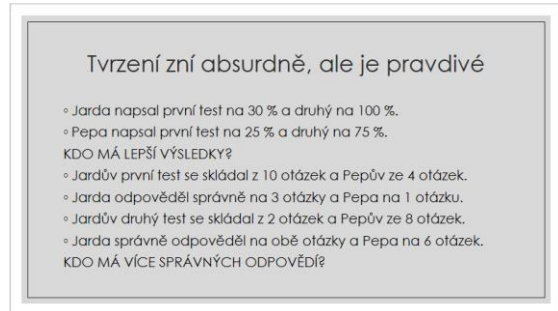 Tvrzení zní absurdně, ale je pravdivé
◦ Jarda napsal první test na 30 % a druhý na 100 %.
◦ Pepa napsal první test na 25 % a druhý na 75 %.
KDO MÁ LEPŠÍ VÝSLEDKY?
◦ Jardův první test se skládal z 10 otázek a Pepův ze 4 otázek.
◦ Jarda odpověděl správně na 3 otázky a Pepa na 1 otázku.
◦ Jardův druhý test se skládal z 2 otázek a Pepův ze 8 otázek.
◦ Jarda správně odpověděl na obě otázky a Pepa na 6 otázek.
KDO MÁ VÍCE SPRÁVNÝCH ODPOVĚDÍ?